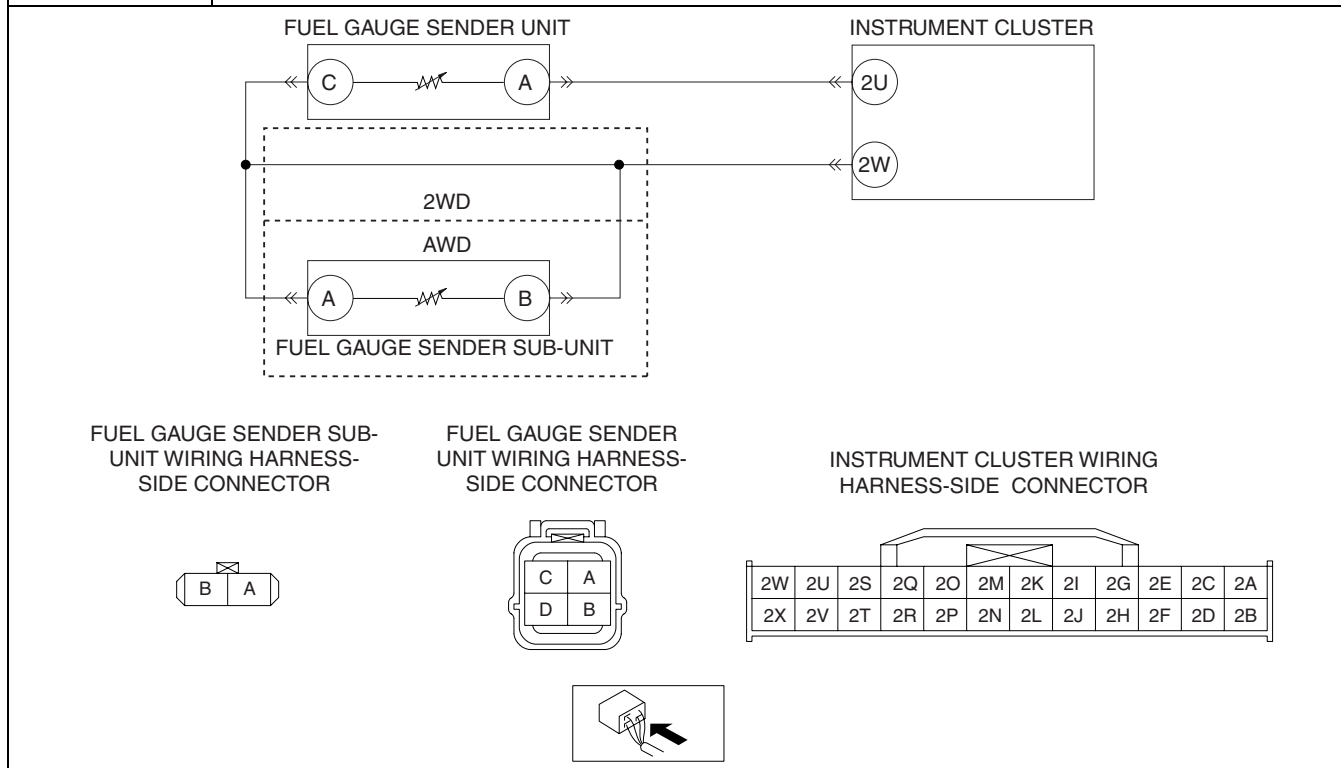 FUEL GAUGE SENDER UNIT
INSTRUMENT CLUSTER
C
A
2U
2W
2WD
AWD
A
B
FUEL GAUGE SENDER SUB-UNIT
FUEL GAUGE SENDER SUB-
UNIT WIRING HARNESS-
SIDE CONNECTOR
B A
FUEL GAUGE SENDER
UNIT WIRING HARNESS-
SIDE CONNECTOR
C A
D B
INSTRUMENT CLUSTER WIRING
HARNESS-SIDE CONNECTOR
2W 2U 2S 2Q 2O 2M 2K 2I 2G 2E 2C 2A
2X 2V 2T 2R 2P 2N 2L 2J 2H 2F 2D 2B